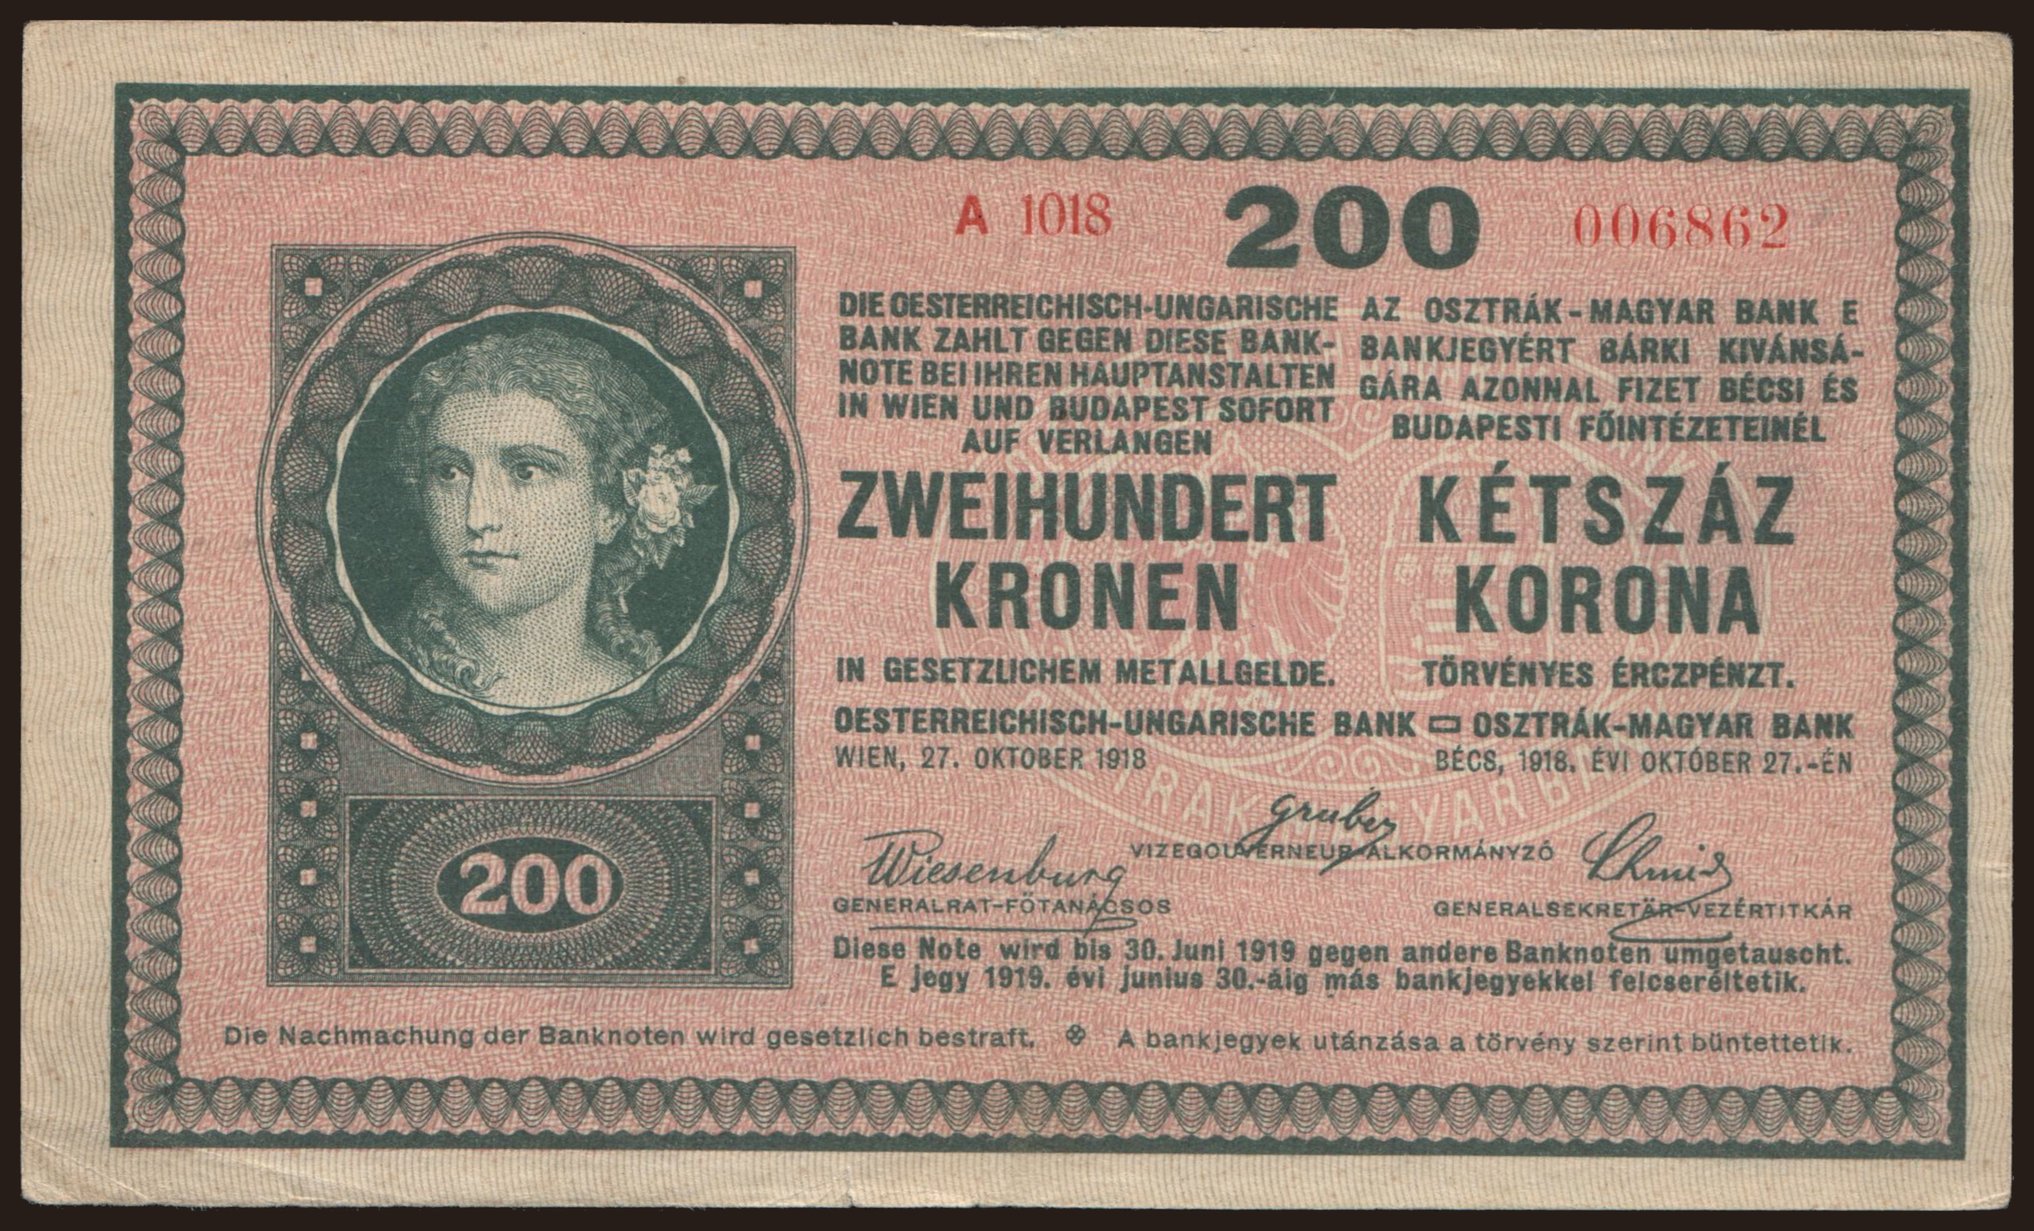 A 1018 200 006862
DIE OESTERREICHISCH-UNGARISCHE
BANK ZAHLT GEGEN DIESE BANK-
NOTE BEI IHREN HAUPTANSTALTEN
IN WIEN UND BUDAPEST SOFORT
AUF VERLANGEN
ZWEIHUNDERT
KRONEN
IN GESETZLICHEM METALLGELDE.
AZ OSZTRÁK-MAGYAR BANK E
BANKJEGYÉRT BÁRKI KIVÁNSÁ-
GÁRA AZONNAL FIZET BÉCSI ÉS
BUDAPESTI FŐINTÉZETEINÉL
KÉTSZÁZ
KORONA
TÖRVÉNYES ÉRCZPÉNZT.
OESTERREICHISCH-UNGARISCHE BANK ▭ OSZTRÁK-MAGYAR BANK
WIEN, 27. OKTOBER 1918
BÉCS, 1918. ÉVI OKTÓBER 27.-ÉN
Gruber
VIZEGOUVERNEUR-ALKORMÁNYZÓ
Wiesenburg
GENERALRAT-FŐTANÁCSOS
Schmid
GENERALSEKRETÄR-VEZÉRTITKÁR
200
Diese Note wird bis 30. Juni 1919 gegen andere Banknoten umgetauscht.
E jegy 1919. évi junius 30.-áig más bankjegyekkel felcseréltetik.
Die Nachmachung der Banknoten wird gesetzlich bestraft. A bankjegyek utánzása a törvény szerint büntettetik.